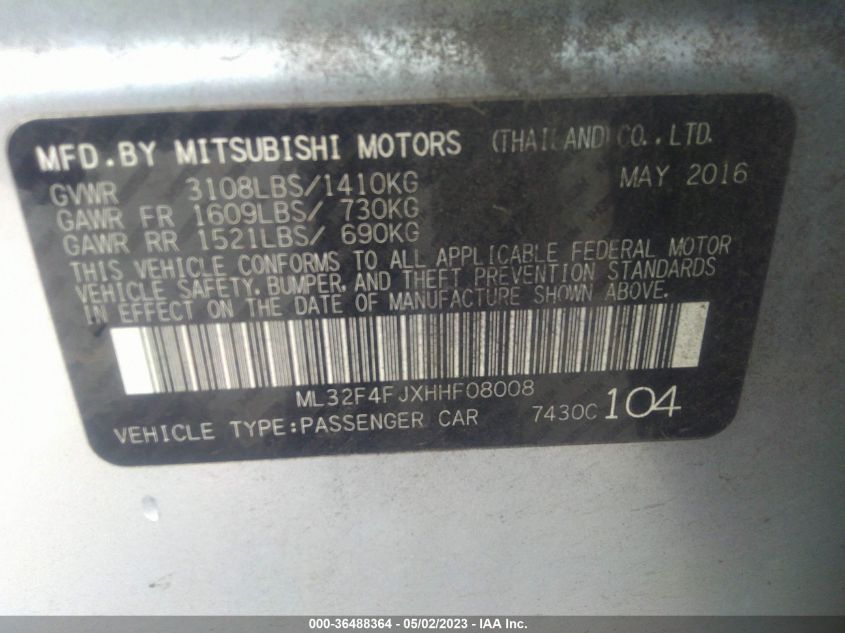 MFD.BY MITSUBISHI MOTORS (THAILAND) CO., LTD.
GVWR 3108LBS/1410KG MAY 2016
GAWR FR 1609LBS/ 730KG
GAWR RR 1521LBS/ 690KG
THIS VEHICLE CONFORMS TO ALL APPLICABLE FEDERAL MOTOR
VEHICLE SAFETY, BUMPER, AND THEFT PREVENTION STANDARDS
IN EFFECT ON THE DATE OF MANUFACTURE SHOWN ABOVE.
ML32F4FJXHHF08008
VEHICLE TYPE:PASSENGER CAR 7430C 104
000-36488364 - 05/02/2023 - IAA Inc.